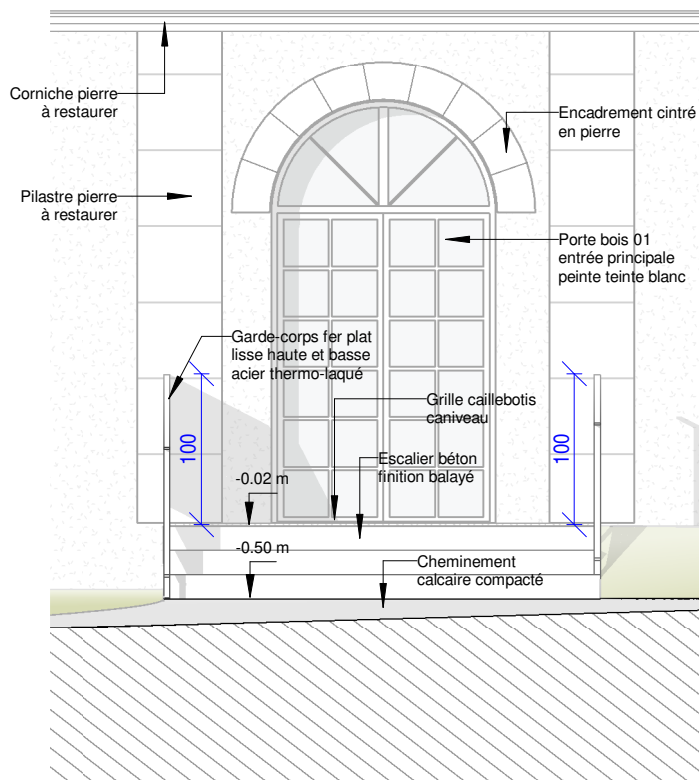 Corniche pierre
à restaurer
Encadrement cintré
en pierre
Pilastre pierre
à restaurer
Porte bois 01
entrée principale
peinte teinte blanc
Garde-corps fer plat
lisse haute et basse
acier thermo-laqué
Grille caillebotis
caniveau
100
100
Escalier béton
finition balayé
-0.02 m
-0.50 m
Cheminement
calcaire compacté